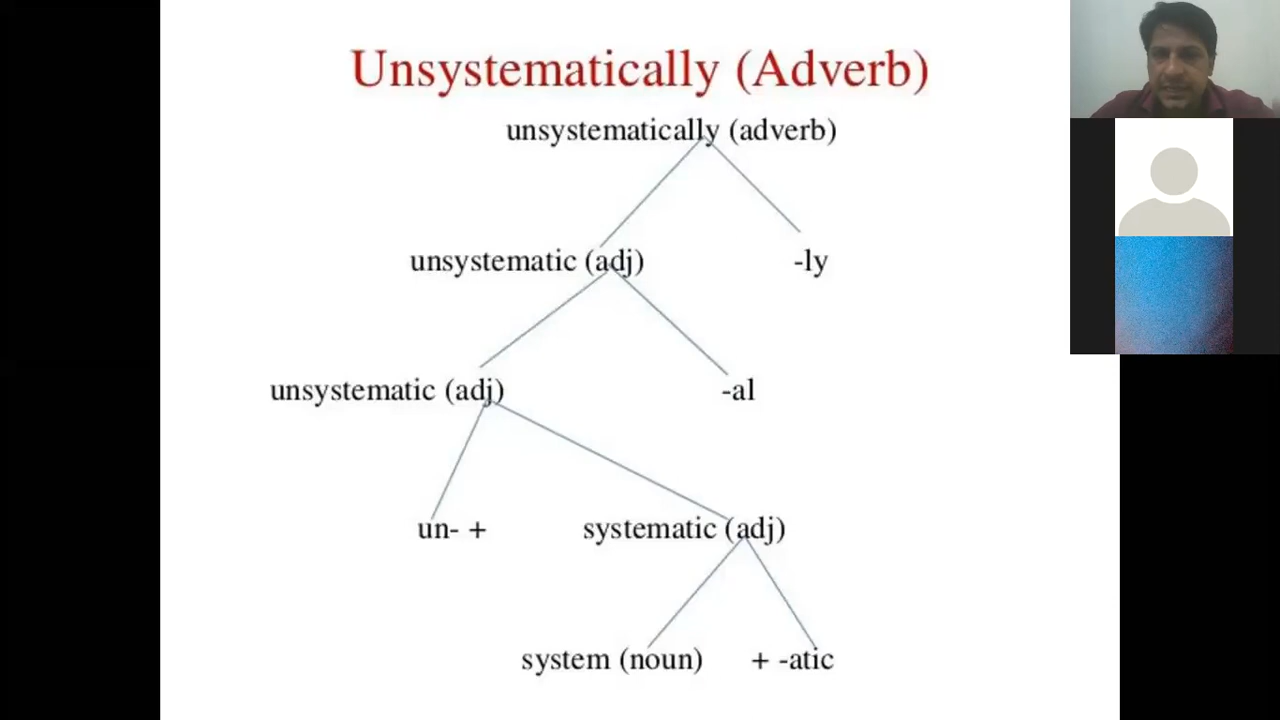 Unsystematically (Adverb)
unsystematically (adverb)
unsystematic (adj) -ly
unsystematic (adj) -al
un- + systematic (adj)
system (noun) + -atic